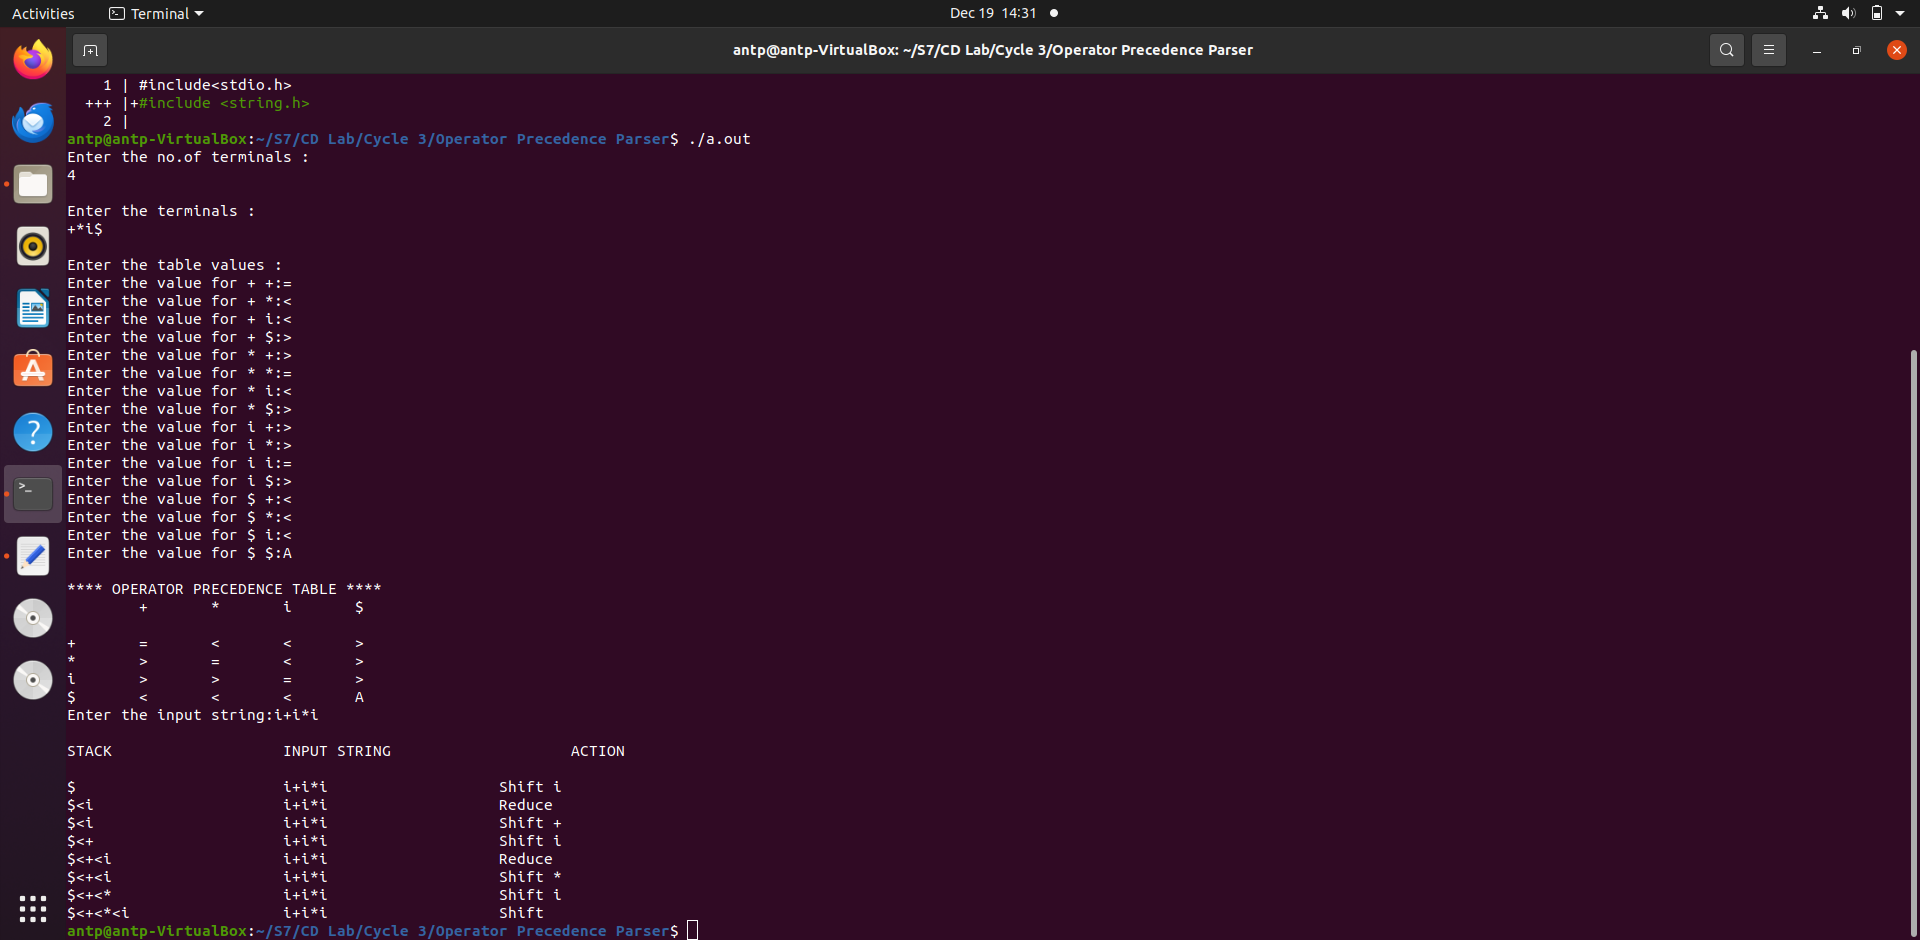 Activities Terminal Dec 19 14:31
antp@antp-VirtualBox: ~/S7/CD Lab/Cycle 3/Operator Precedence Parser
1 | #include<stdio.h>
+++ |+#include <string.h>
2 |
antp@antp-VirtualBox:~/S7/CD Lab/Cycle 3/Operator Precedence Parser$ ./a.out
Enter the no.of terminals :
4
Enter the terminals :
+*i$
Enter the table values :
Enter the value for + +:=
Enter the value for + *:<
Enter the value for + i:<
Enter the value for + $:>
Enter the value for * +:>
Enter the value for * *:=
Enter the value for * i:<
Enter the value for * $:>
Enter the value for i +:>
Enter the value for i *:>
Enter the value for i i:=
Enter the value for i $:>
Enter the value for $ +:<
Enter the value for $ *:<
Enter the value for $ i:<
Enter the value for $ $:A
**** OPERATOR PRECEDENCE TABLE ****
+ * i $
+ = < < >
* > = < >
i > > = >
$ < < < A
Enter the input string:i+i*i
STACK INPUT STRING ACTION
$ i+i*i Shift i
$<i i+i*i Reduce
$<i i+i*i Shift +
$<+ i+i*i Shift i
$<+<i i+i*i Reduce
$<+<i i+i*i Shift *
$<+<* i+i*i Shift i
$<+<*<i i+i*i Shift
antp@antp-VirtualBox:~/S7/CD Lab/Cycle 3/Operator Precedence Parser$